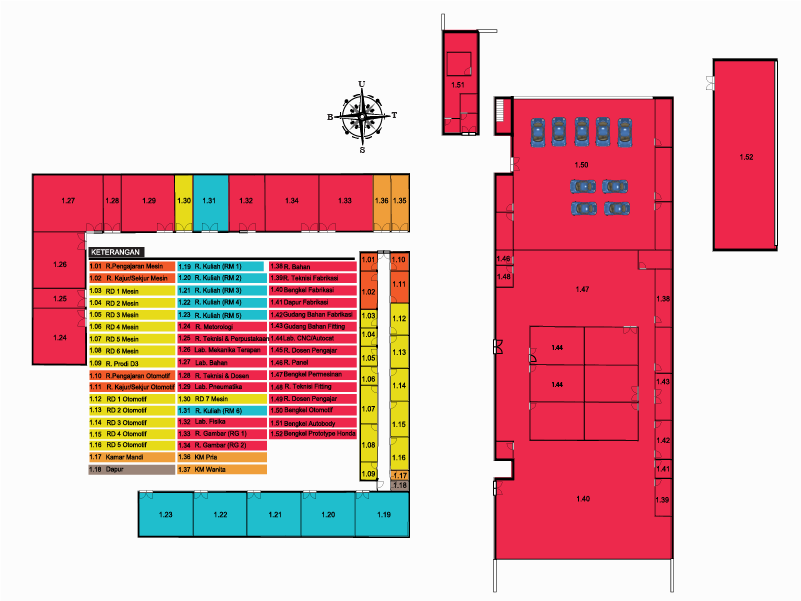 1.51
U
B
T
S
1.50
1.52
1.27
1.28
1.29
1.30
1.31
1.32
1.34
1.33
1.36
1.35
1.26
1.25
1.24
KETERANGAN
1.01 R.Pengajaran Mesin
1.02 R. Kajur/Sekjur Mesin
1.03 RD 1 Mesin
1.04 RD 2 Mesin
1.05 RD 3 Mesin
1.06 RD 4 Mesin
1.07 RD 5 Mesin
1.08 RD 6 Mesin
1.09 R. Prodi D3
1.10 R.Pengajaran Otomotif
1.11 R. Kajur/Sekjur Otomotif
1.12 RD 1 Otomotif
1.13 RD 2 Otomotif
1.14 RD 3 Otomotif
1.15 RD 4 Otomotif
1.16 RD 5 Otomotif
1.17 Kamar Mandi
1.18 Dapur
1.19 R. Kuliah (RM 1)
1.20 R. Kuliah (RM 2)
1.21 R. Kuliah (RM 3)
1.22 R. Kuliah (RM 4)
1.23 R. Kuliah (RM 5)
1.24 R. Metorologi
1.25 R. Teknisi & Perpustakaan
1.26 Lab. Mekanika Terapan
1.27 Lab. Bahan
1.28 R. Teknisi & Dosen
1.29 Lab. Pneumatika
1.30 RD 7 Mesin
1.31 R. Kuliah (RM 6)
1.32 Lab. Fisika
1.33 R. Gambar (RG 1)
1.34 R. Gambar (RG 2)
1.36 KM Pria
1.37 KM Wanita
1.38 R. Bahan
1.39 R. Teknisi Fabrikasi
1.40 Bengkel Fabrikasi
1.41 Dapur Fabrikasi
1.42 Gudang Bahan Fabrikasi
1.43 Gudang Bahan Fitting
1.44 Lab. CNC/Autocat
1.45 R. Dosen Pengajar
1.46 R. Panel
1.47 Bengkel Permesinan
1.48 R. Teknisi Fitting
1.49 R. Dosen Pengajar
1.50 Bengkel Otomotif
1.51 Bengkel Autobody
1.52 Bengkel Prototype Honda
1.01
1.10
1.02
1.11
1.03
1.12
1.04
1.05
1.13
1.06
1.14
1.07
1.15
1.08
1.16
1.09
1.17
1.18
1.23
1.22
1.21
1.20
1.19
1.46
1.48
1.47
1.38
1.44
1.44
1.43
1.42
1.41
1.39
1.40